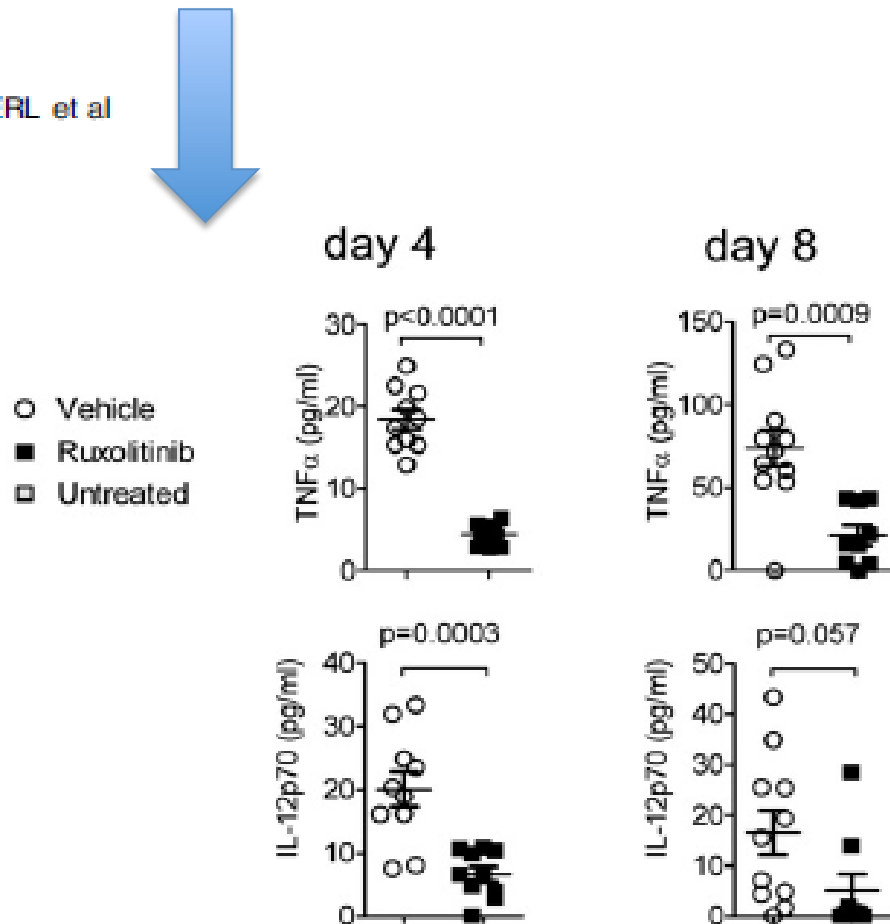 ERL et al
day 4
day 8
○ Vehicle
■ Ruxolitinib
□ Untreated
p<0.0001
TNFα (pg/ml)
30
20
10
0
p=0.0009
TNFα (pg/ml)
150
100
50
0
p=0.0003
IL-12p70 (pg/ml)
40
30
20
10
0
p=0.057
IL-12p70 (pg/ml)
50
40
30
20
10
0